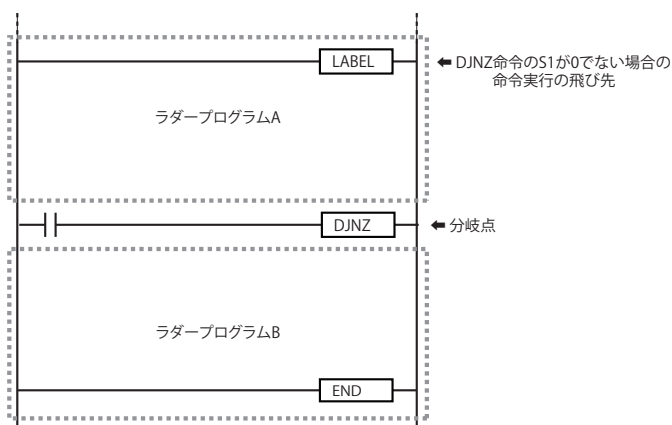 LABEL
⬅ DJNZ命令のS1が0でない場合の
命令実行の飛び先
ラダープログラムA
DJNZ
⬅ 分岐点
ラダープログラムB
END